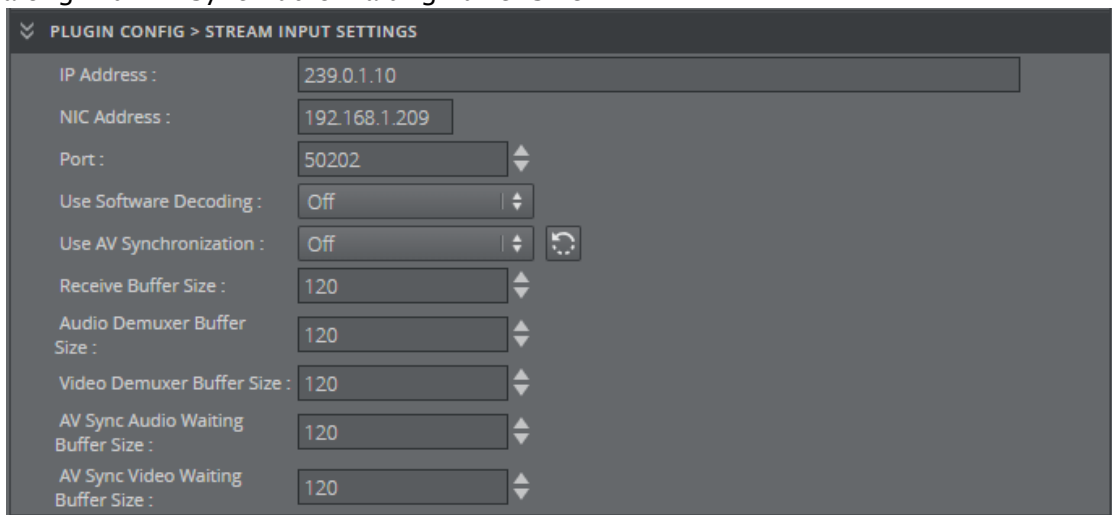 PLUGIN CONFIG > STREAM INPUT SETTINGS
IP Address : 239.0.1.10
NIC Address : 192.168.1.209
Port : 50202
Use Software Decoding : Off
Use AV Synchronization : Off
Receive Buffer Size : 120
Audio Demuxer Buffer
Size : 120
Video Demuxer Buffer Size : 120
AV Sync Audio Waiting
Buffer Size : 120
AV Sync Video Waiting
Buffer Size : 120